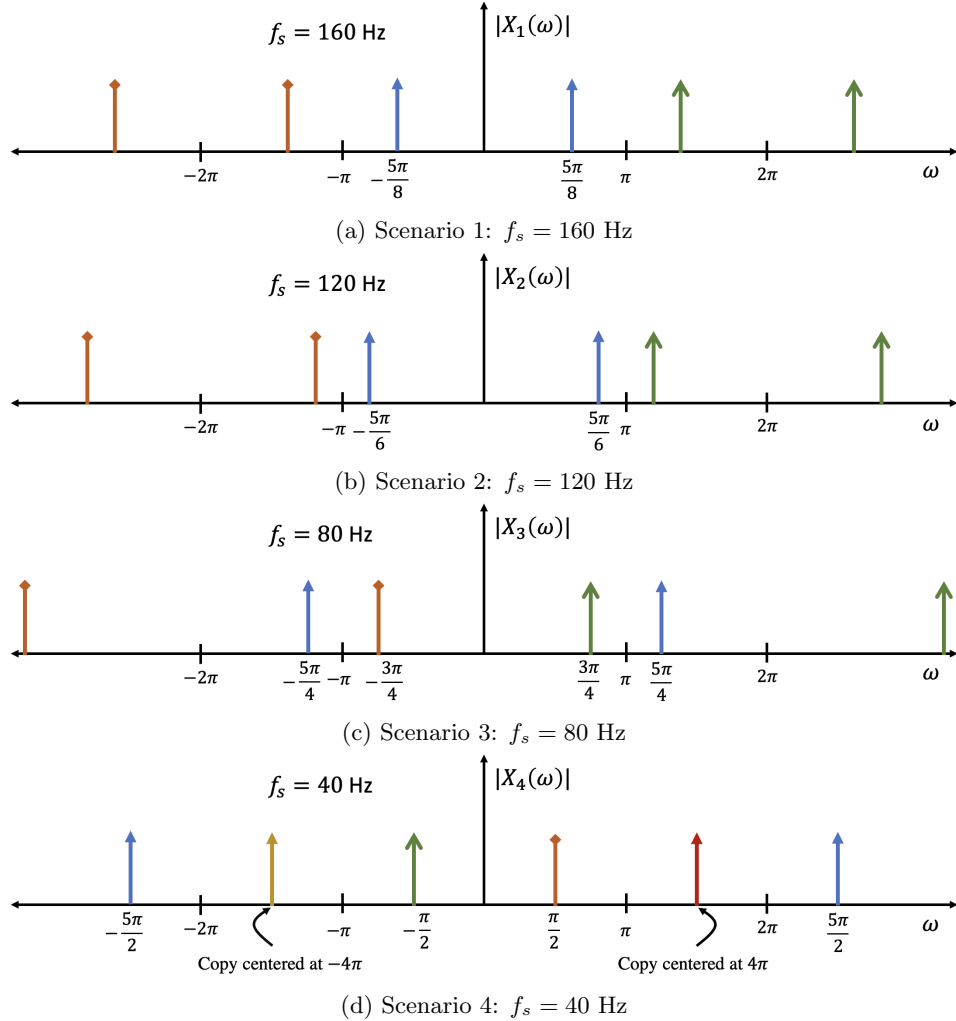 f_s = 160 Hz
|X_1(ω)|
−2π −π −5π/8 5π/8 π 2π ω
(a) Scenario 1: f_s = 160 Hz
f_s = 120 Hz
|X_2(ω)|
−2π −π −5π/6 5π/6 π 2π ω
(b) Scenario 2: f_s = 120 Hz
f_s = 80 Hz
|X_3(ω)|
−2π −5π/4 −π −3π/4 3π/4 π 5π/4 2π ω
(c) Scenario 3: f_s = 80 Hz
f_s = 40 Hz
|X_4(ω)|
−5π/2 −2π −π −π/2 π/2 π 2π 5π/2 ω
Copy centered at −4π
Copy centered at 4π
(d) Scenario 4: f_s = 40 Hz